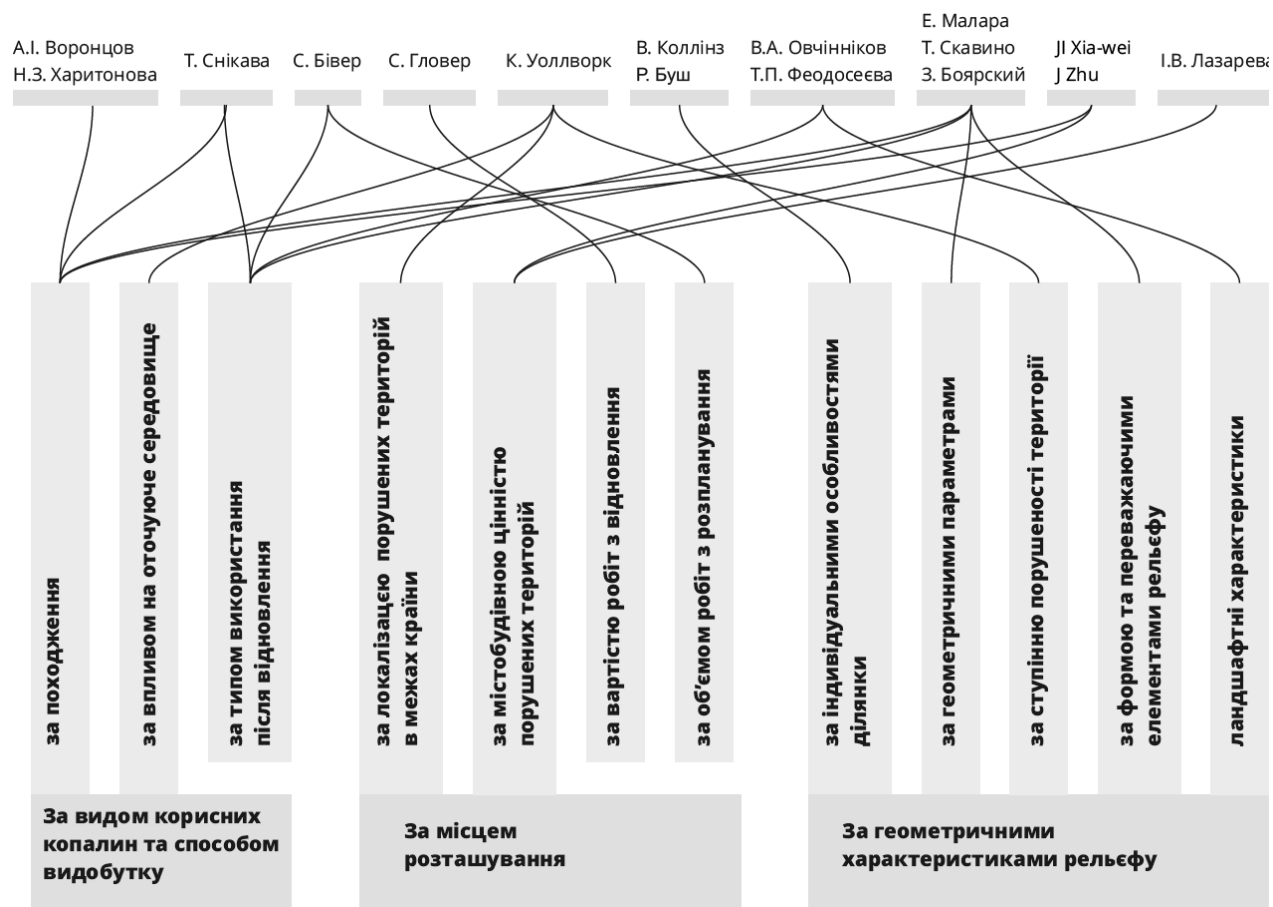 А.І. Воронцов
Н.З. Харитонова
Т. Снікава
С. Бівер
С. Гловер
К. Уоллворк
В. Коллінз
Р. Буш
В.А. Овчінніков
Т.П. Феодосеєва
Е. Малара
Т. Скавино
З. Боярский
JI Xia-wei
J Zhu
І.В. Лазарева
за походження
за впливом на оточуюче середовище
за типом використання
після відновлення
за локалізацєю порушених територій
в межах країни
за містобудівною цінністю
порушених територій
за вартістю робіт з відновлення
за об’ємом робіт з розпланування
за індивідуальними особливостями
ділянки
за геометричними параметрами
за ступінню порушеності території
за формою та переважаючими
елементами рельєфу
ландшафтні характеристики
За видом корисних
копалин та способом
видобутку
За місцем
розташування
За геометричними
характеристиками рельєфу